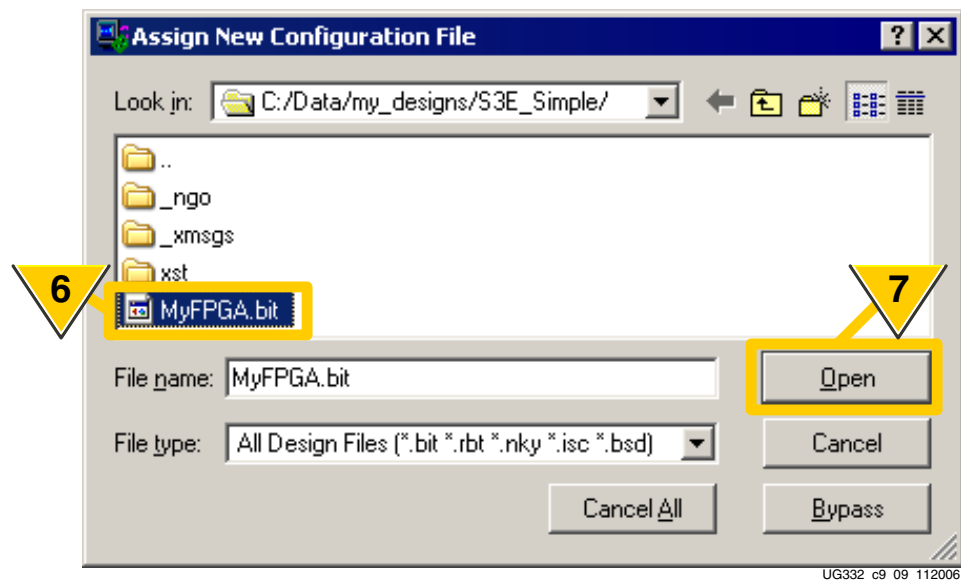 Assign New Configuration File
Look in: C:/Data/my_designs/S3E_Simple/
..
_ngo
_xmsgs
xst
6
7
MyFPGA.bit
File name: MyFPGA.bit
Open
File type: All Design Files (*.bit *.rbt *.nky *.isc *.bsd)
Cancel
Cancel All
Bypass
UG332_c9_09_112006